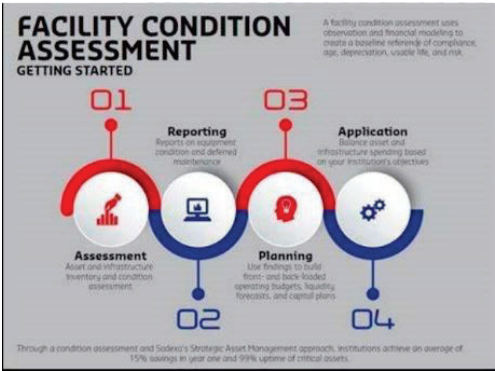 FACILITY CONDITION
ASSESSMENT
GETTING STARTED
A facility condition assessment uses
observation and financial modeling to
create a baseline reference of compliance,
age, depreciation, usable life, and risk.
01
03
Reporting
Reports on equipment
condition and deferred
maintenance
Application
Balance asset and
infrastructure spending based
on your institution's objectives
Assessment
Asset and infrastructure
inventory and condition
assessment
Planning
Use findings to build
front- and back-loaded
operating budgets, liquidity
forecasts, and capital plans
02
04
Through a condition assessment and Sodexo's Strategic Asset Management approach, institutions achieve an average of
15% savings in year one and 99% uptime of critical assets.